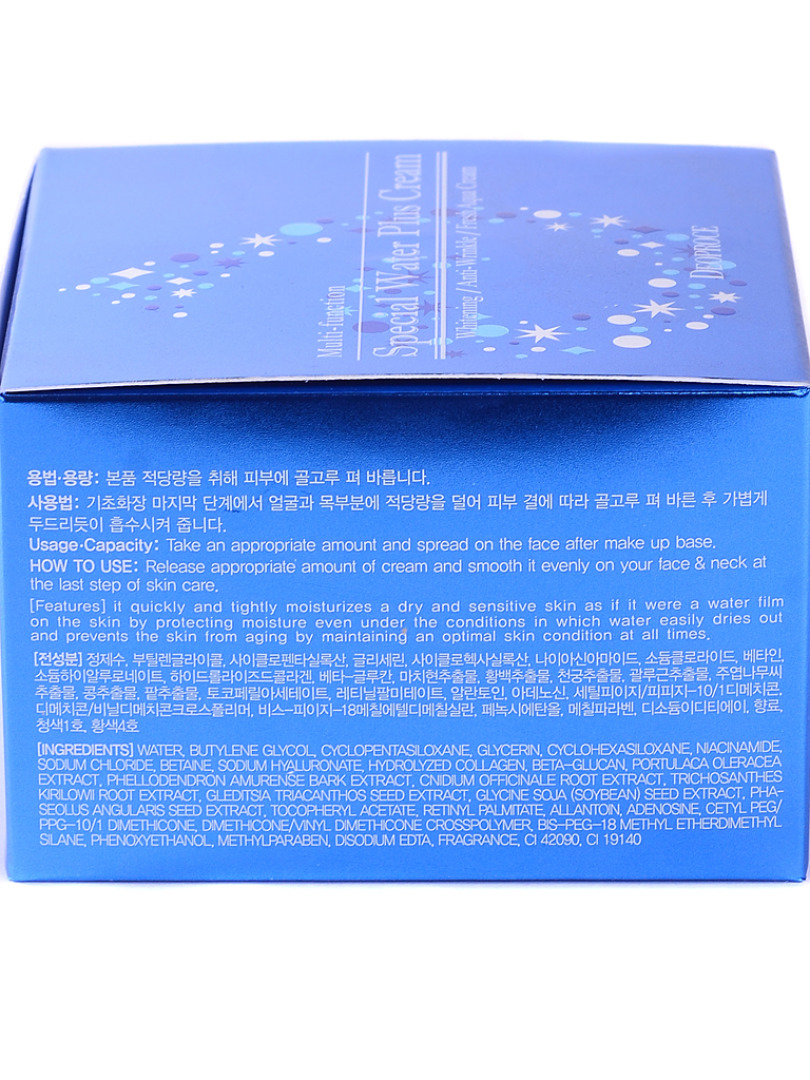 Multi-function
Special Water Plus Cream
Whitening / Anti-Wrinkle / Fresh Aqua Cream
DEOPROCE
용법·용량: 본품 적당량을 취해 피부에 골고루 펴 바릅니다.
사용법: 기초화장 마지막 단계에서 얼굴과 목부분에 적당량을 덜어 피부 결에 따라 골고루 펴 바른 후 가볍게
두드리듯이 흡수시켜 줍니다.
Usage·Capacity: Take an appropriate amount and spread on the face after make up base.
HOW TO USE: Release appropriate amount of cream and smooth it evenly on your face & neck at
the last step of skin care.
[Features] it quickly and tightly moisturizes a dry and sensitive skin as if it were a water film
on the skin by protecting moisture even under the conditions in which water easily dries out
and prevents the skin from aging by maintaining an optimal skin condition at all times.
[전성분] 정제수, 부틸렌글라이콜, 사이클로펜타실록산, 글리세린, 사이클로헥사실록산, 나이아신아마이드, 소듐클로라이드, 베타인,
소듐하이알루로네이트, 하이드롤라이즈드콜라겐, 베타-글루칸, 마치현추출물, 황백추출물, 천궁추출물, 괄루근추출물, 주엽나무씨
추출물, 콩추출물, 팥추출물, 토코페릴아세테이트, 레티닐팔미테이트, 알란토인, 아데노신, 세틸피이지/피피지-10/1디메치콘,
디메치콘/비닐디메치콘크로스폴리머, 비스-피이지-18메칠에텔디메칠실란, 페녹시에탄올, 메칠파라벤, 디소듐이디티에이, 향료,
청색1호, 황색4호
[INGREDIENTS] WATER, BUTYLENE GLYCOL, CYCLOPENTASILOXANE, GLYCERIN, CYCLOHEXASILOXANE, NIACINAMIDE,
SODIUM CHLORIDE, BETAINE, SODIUM HYALURONATE, HYDROLYZED COLLAGEN, BETA-GLUCAN, PORTULACA OLERACEA
EXTRACT, PHELLODENDRON AMURENSE BARK EXTRACT, CNIDIUM OFFICINALE ROOT EXTRACT, TRICHOSANTHES
KIRILOWII ROOT EXTRACT, GLEDITSIA TRIACANTHOS SEED EXTRACT, GLYCINE SOJA (SOYBEAN) SEED EXTRACT, PHA-
SEOLUS ANGULARIS SEED EXTRACT, TOCOPHERYL ACETATE, RETINYL PALMITATE, ALLANTOIN, ADENOSINE, CETYL PEG/
PPG-10/1 DIMETHICONE, DIMETHICONE/VINYL DIMETHICONE CROSSPOLYMER, BIS-PEG-18 METHYL ETHERDIMETHYL
SILANE, PHENOXYETHANOL, METHYLPARABEN, DISODIUM EDTA, FRAGRANCE, CI 42090, CI 19140